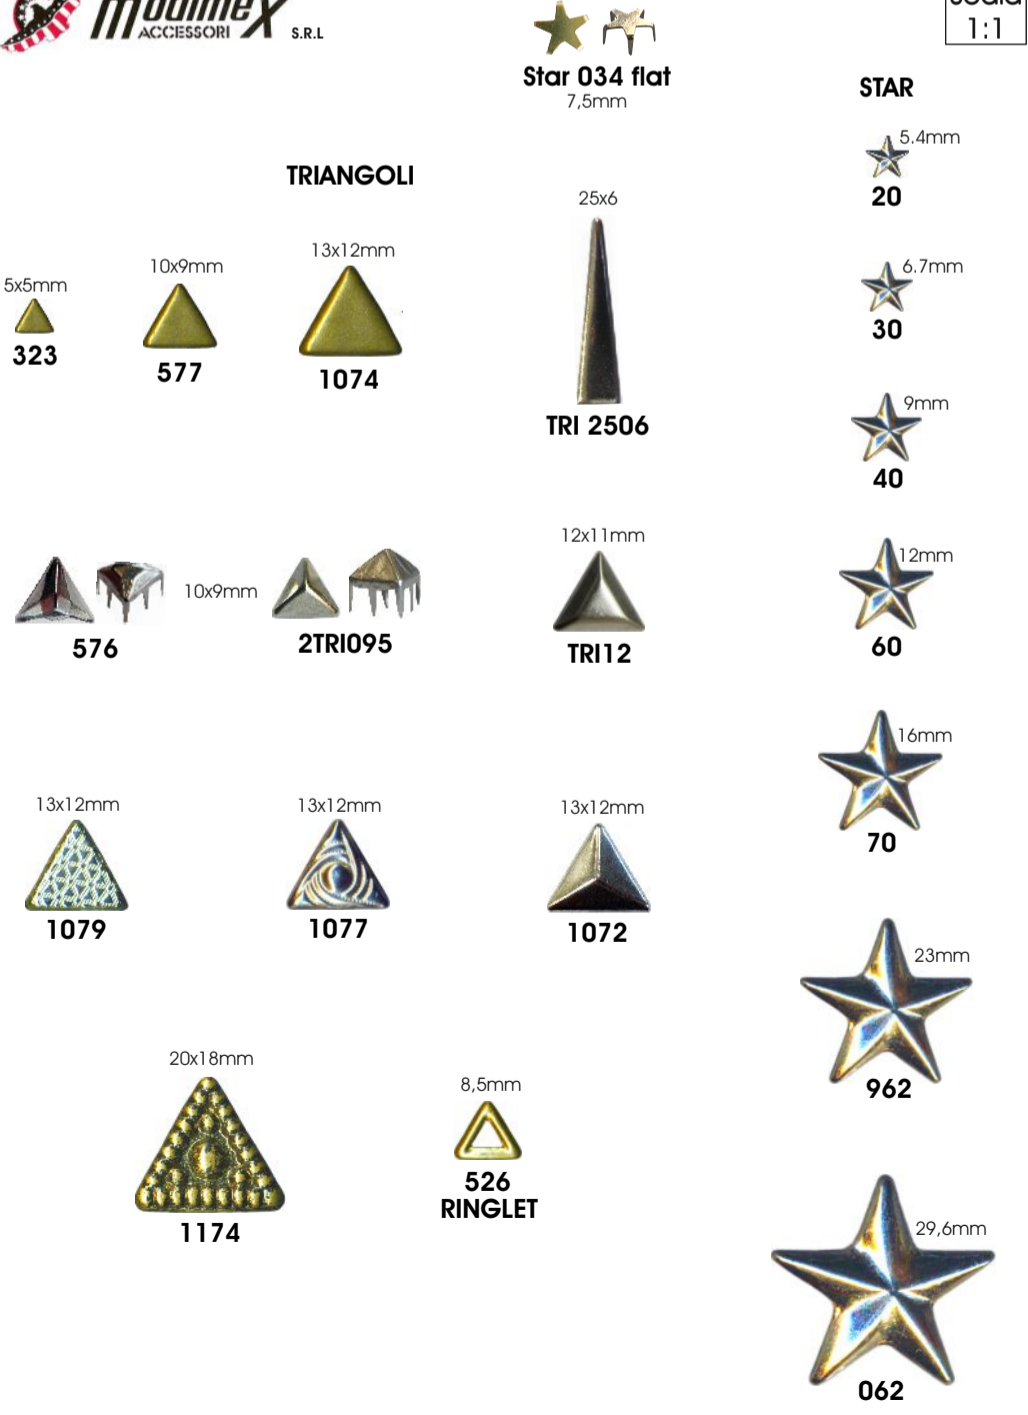 modimex
ACCESSORI
S.R.L
Scala
1:1
Star 034 flat
7,5mm
STAR
5.4mm
20
TRIANGOLI
25x6
TRI 2506
5x5mm
323
10x9mm
577
13x12mm
1074
6.7mm
30
9mm
40
576
10x9mm
2TRI095
12x11mm
TRI12
12mm
60
16mm
70
13x12mm
1079
13x12mm
1077
13x12mm
1072
23mm
962
20x18mm
1174
8,5mm
526
RINGLET
29,6mm
062